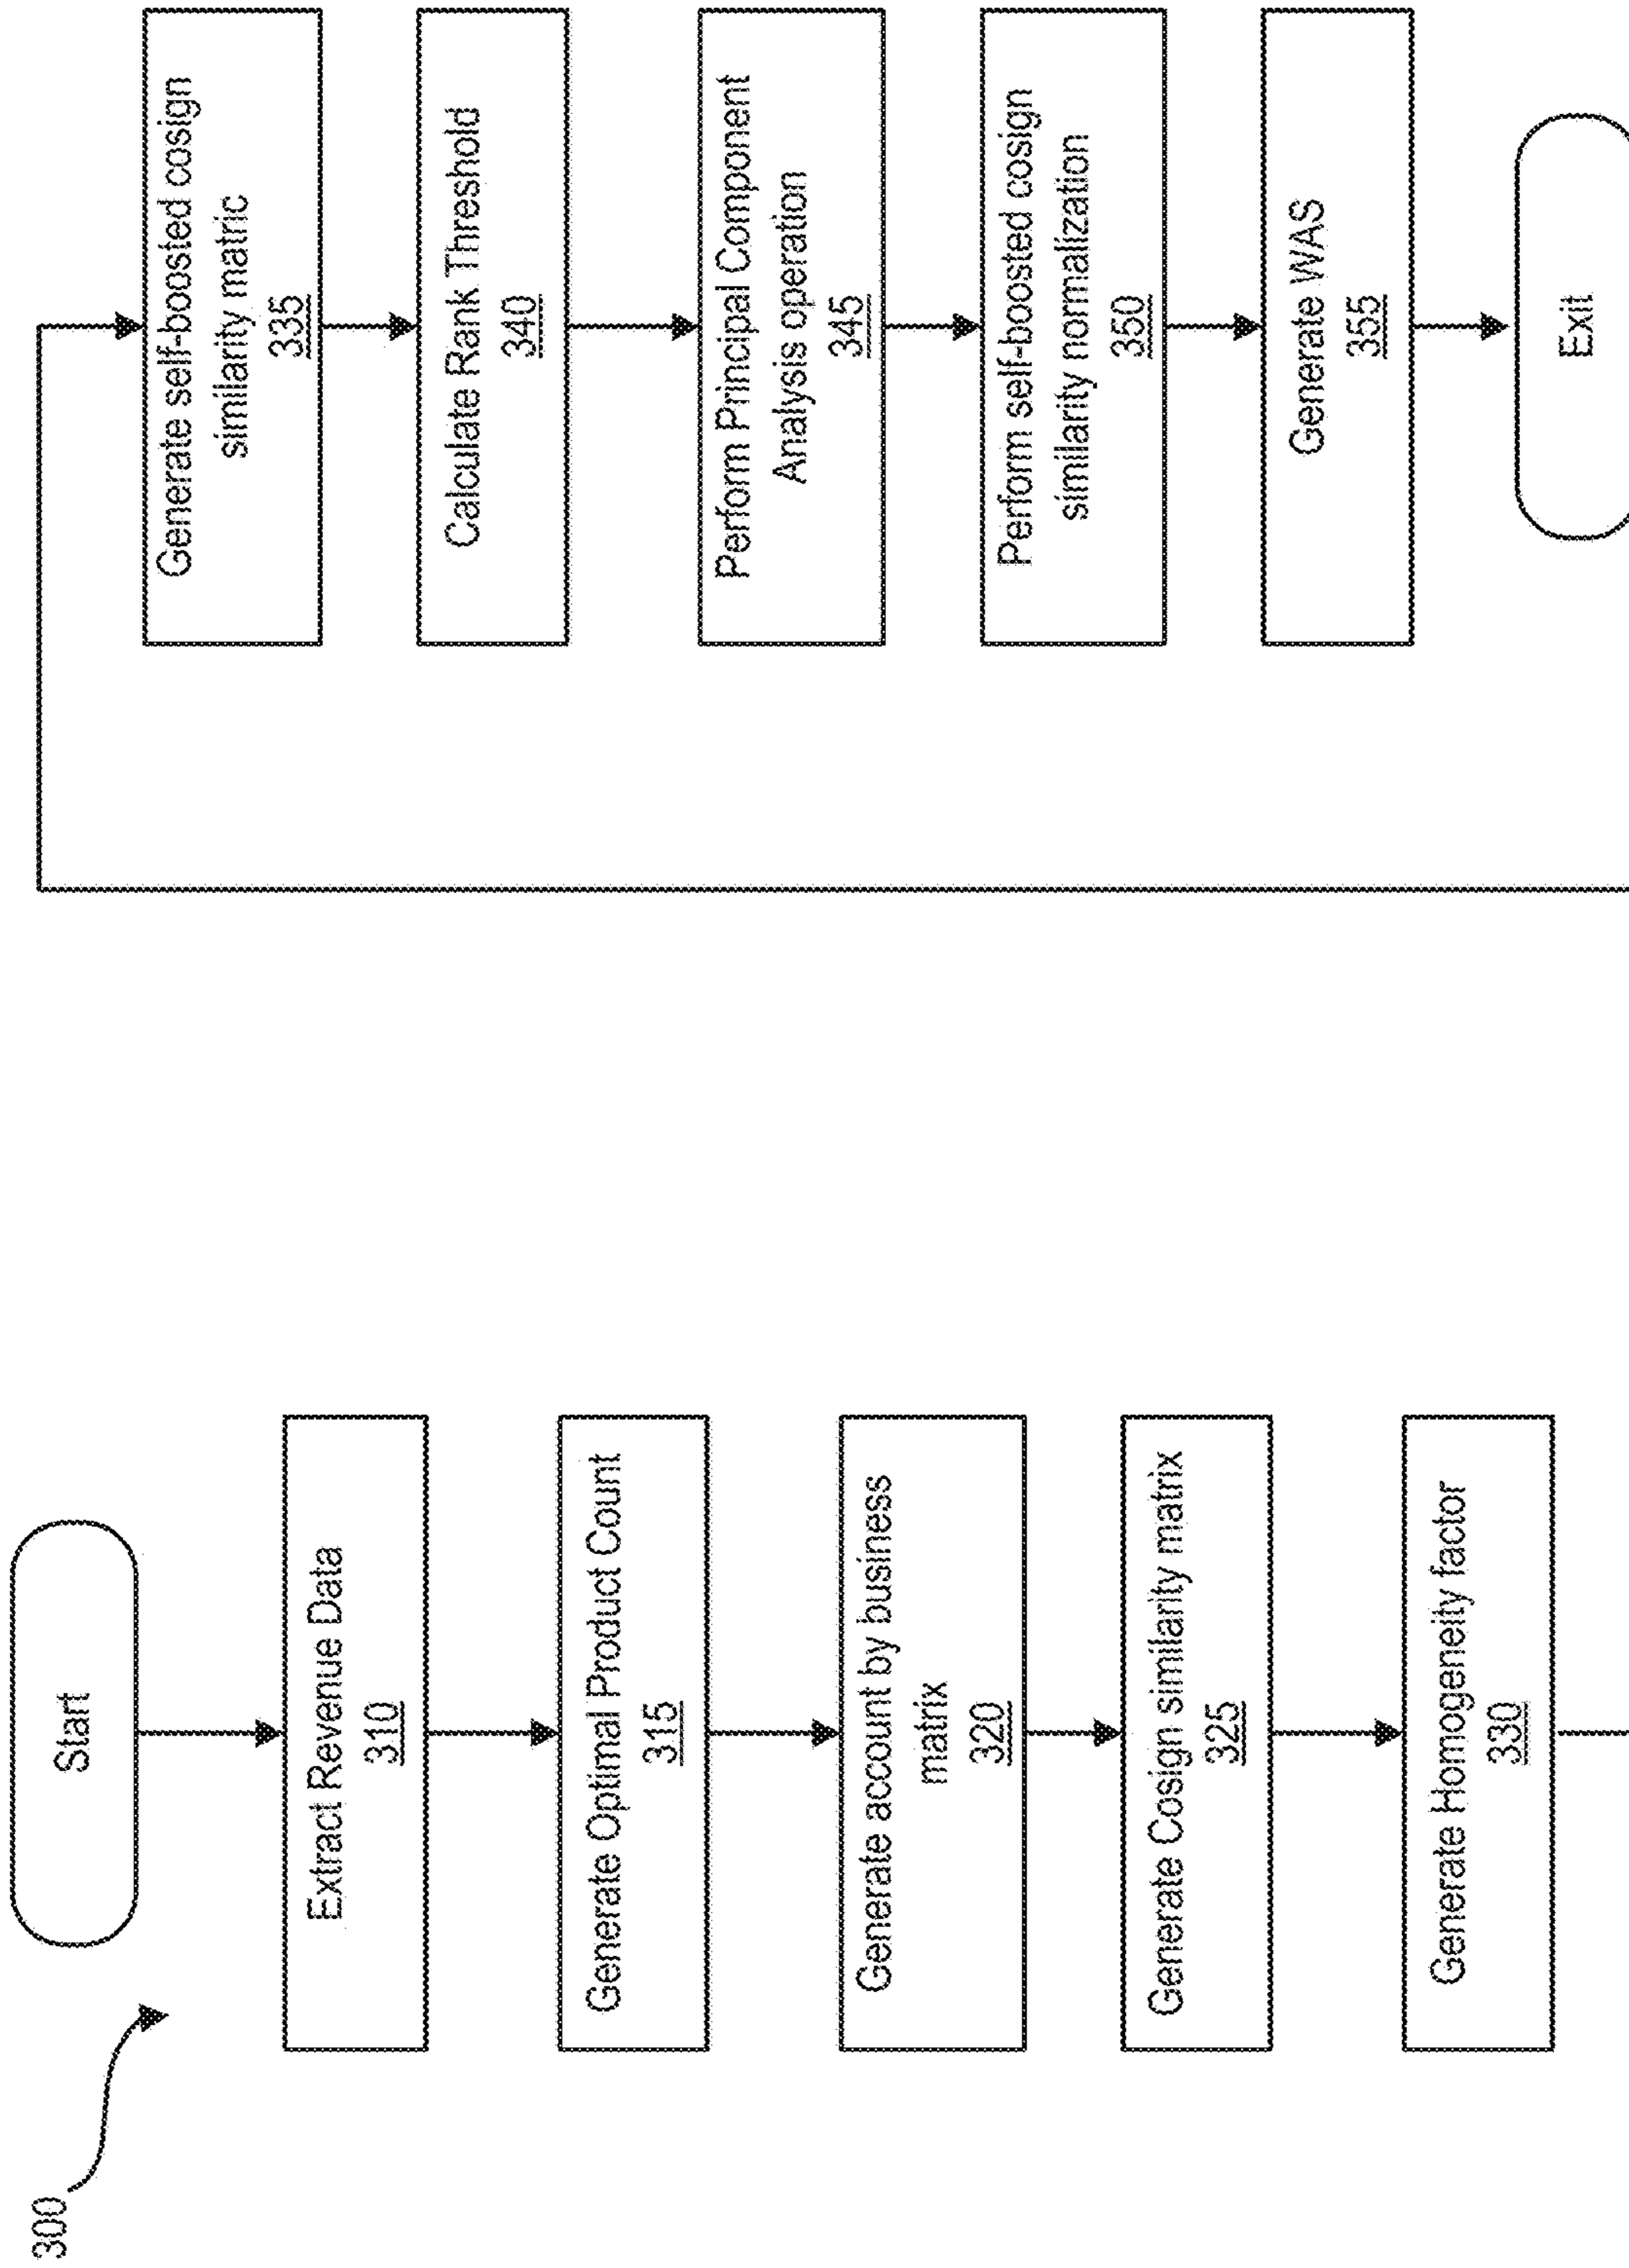 300
Start
Extract Revenue Data
310
Generate Optimal Product Count
315
Generate account by business
matrix
320
Generate Cosign similarity matrix
325
Generate Homogeneity factor
330
Generate self-boosted cosign
similarity matric
335
Calculate Rank Threshold
340
Perform Principal Component
Analysis operation
345
Perform self-boosted cosign
similarity normalization
350
Generate WAS
355
Exit